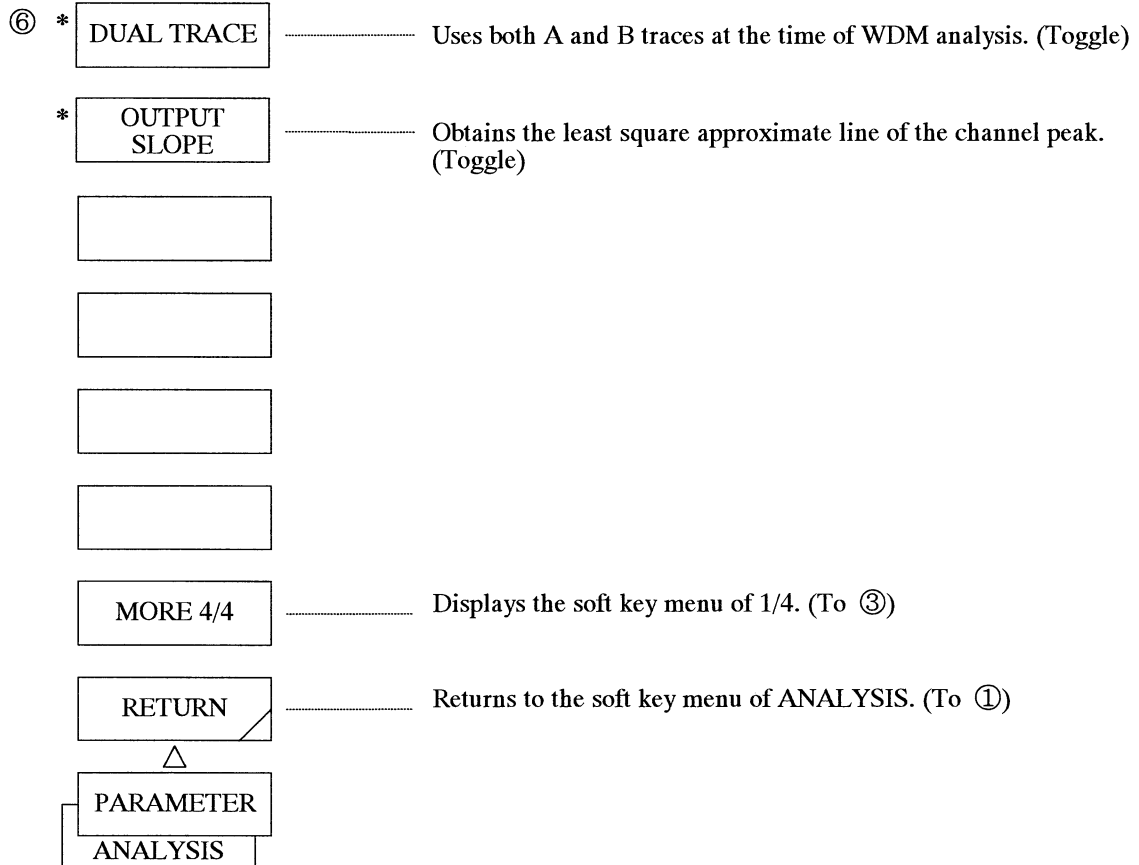 ⑥ * DUAL TRACE Uses both A and B traces at the time of WDM analysis. (Toggle)
* OUTPUT
SLOPE
Obtains the least square approximate line of the channel peak.
(Toggle)
MORE 4/4 Displays the soft key menu of 1/4. (To ③)
RETURN Returns to the soft key menu of ANALYSIS. (To ①)
△
PARAMETER
ANALYSIS